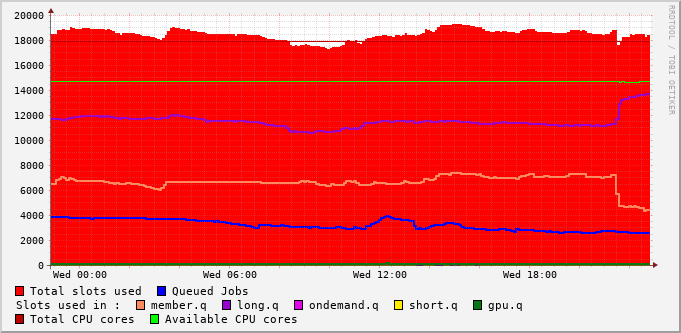 20000
18000
16000
14000
12000
10000
8000
6000
4000
2000
0
Wed 00:00 Wed 06:00 Wed 12:00 Wed 18:00
RRDTOOL / TOBI OETIKER
Total slots used Queued Jobs
Slots used in : member.q long.q ondemand.q short.q gpu.q
Total CPU cores Available CPU cores